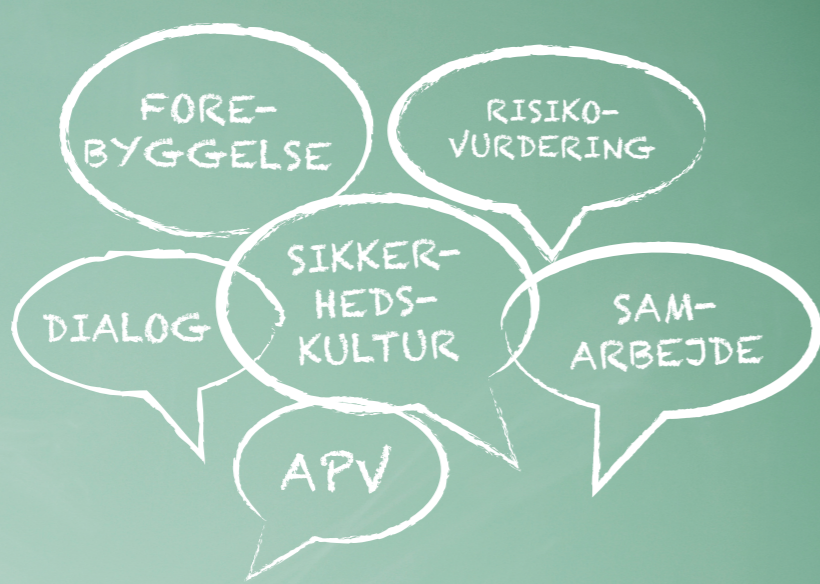 FORE-
BYGGELSE
RISIKO-
VURDERING
DIALOG
SIKKER-
HEDS-
KULTUR
SAM-
ARBEJDE
APV